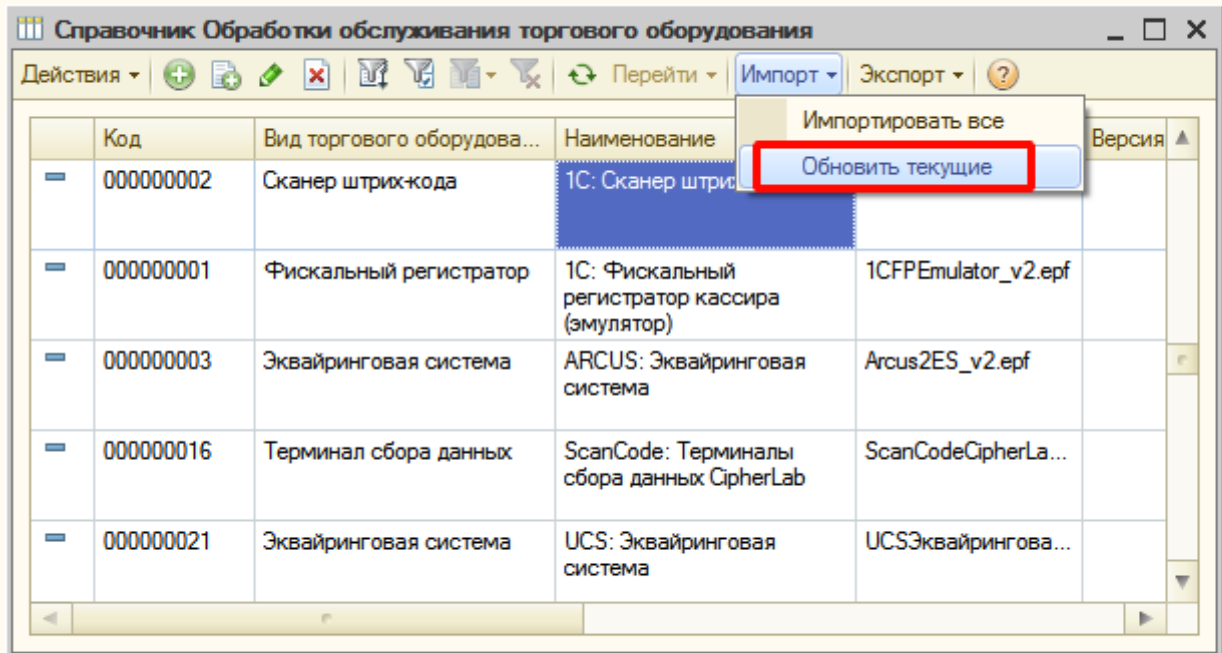 Справочник Обработки обслуживания торгового оборудования
Действия Перейти Импорт Экспорт
Импортировать все
Обновить текущие
Код Вид торгового оборудова... Наименование Версия
000000002 Сканер штрих-кода 1С: Сканер
000000001 Фискальный регистратор 1С: Фискальный 1CFPEmulator_v2.epf
регистратор кассира
(эмулятор)
000000003 Эквайринговая система ARCUS: Эквайринговая Arcus2ES_v2.epf
система
000000016 Терминал сбора данных ScanCode: Терминалы ScanCodeCipherLa...
сбора данных CipherLab
000000021 Эквайринговая система UCS: Эквайринговая UCSЭквайрингова...
система